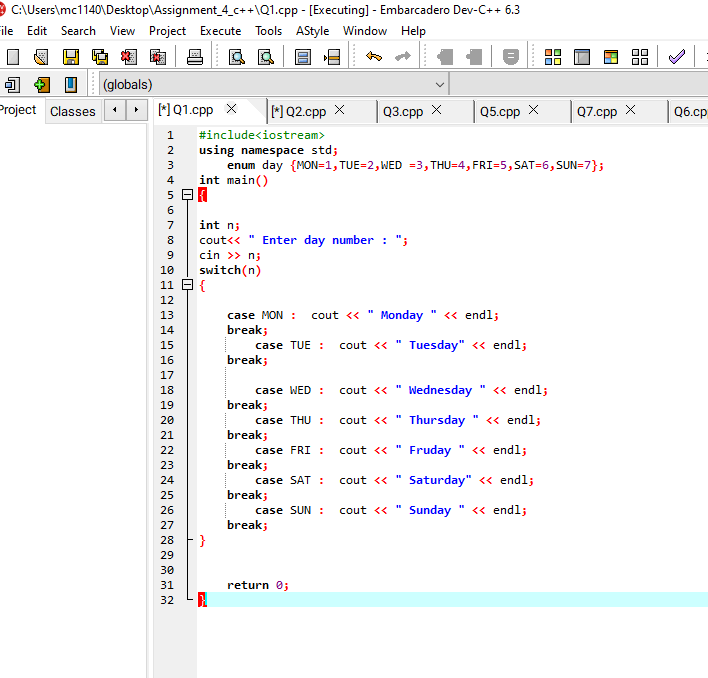 C:\Users\mc1140\Desktop\Assignment_4_c++\Q1.cpp - [Executing] - Embarcadero Dev-C++ 6.3
File Edit Search View Project Execute Tools AStyle Window Help
(globals)
Project Classes [*] Q1.cpp [*] Q2.cpp Q3.cpp Q5.cpp Q7.cpp Q6.cp
1 #include<iostream>
2 using namespace std;
3 enum day {MON=1,TUE=2,WED =3,THU=4,FRI=5,SAT=6,SUN=7};
4 int main()
5 {
6
7 int n;
8 cout<< " Enter day number : ";
9 cin >> n;
10 switch(n)
11 {
12
13 case MON : cout << " Monday " << endl;
14 break;
15 case TUE : cout << " Tuesday" << endl;
16 break;
17
18 case WED : cout << " Wednesday " << endl;
19 break;
20 case THU : cout << " Thursday " << endl;
21 break;
22 case FRI : cout << " Fruday " << endl;
23 break;
24 case SAT : cout << " Saturday" << endl;
25 break;
26 case SUN : cout << " Sunday " << endl;
27 break;
28 }
29
30
31 return 0;
32 }